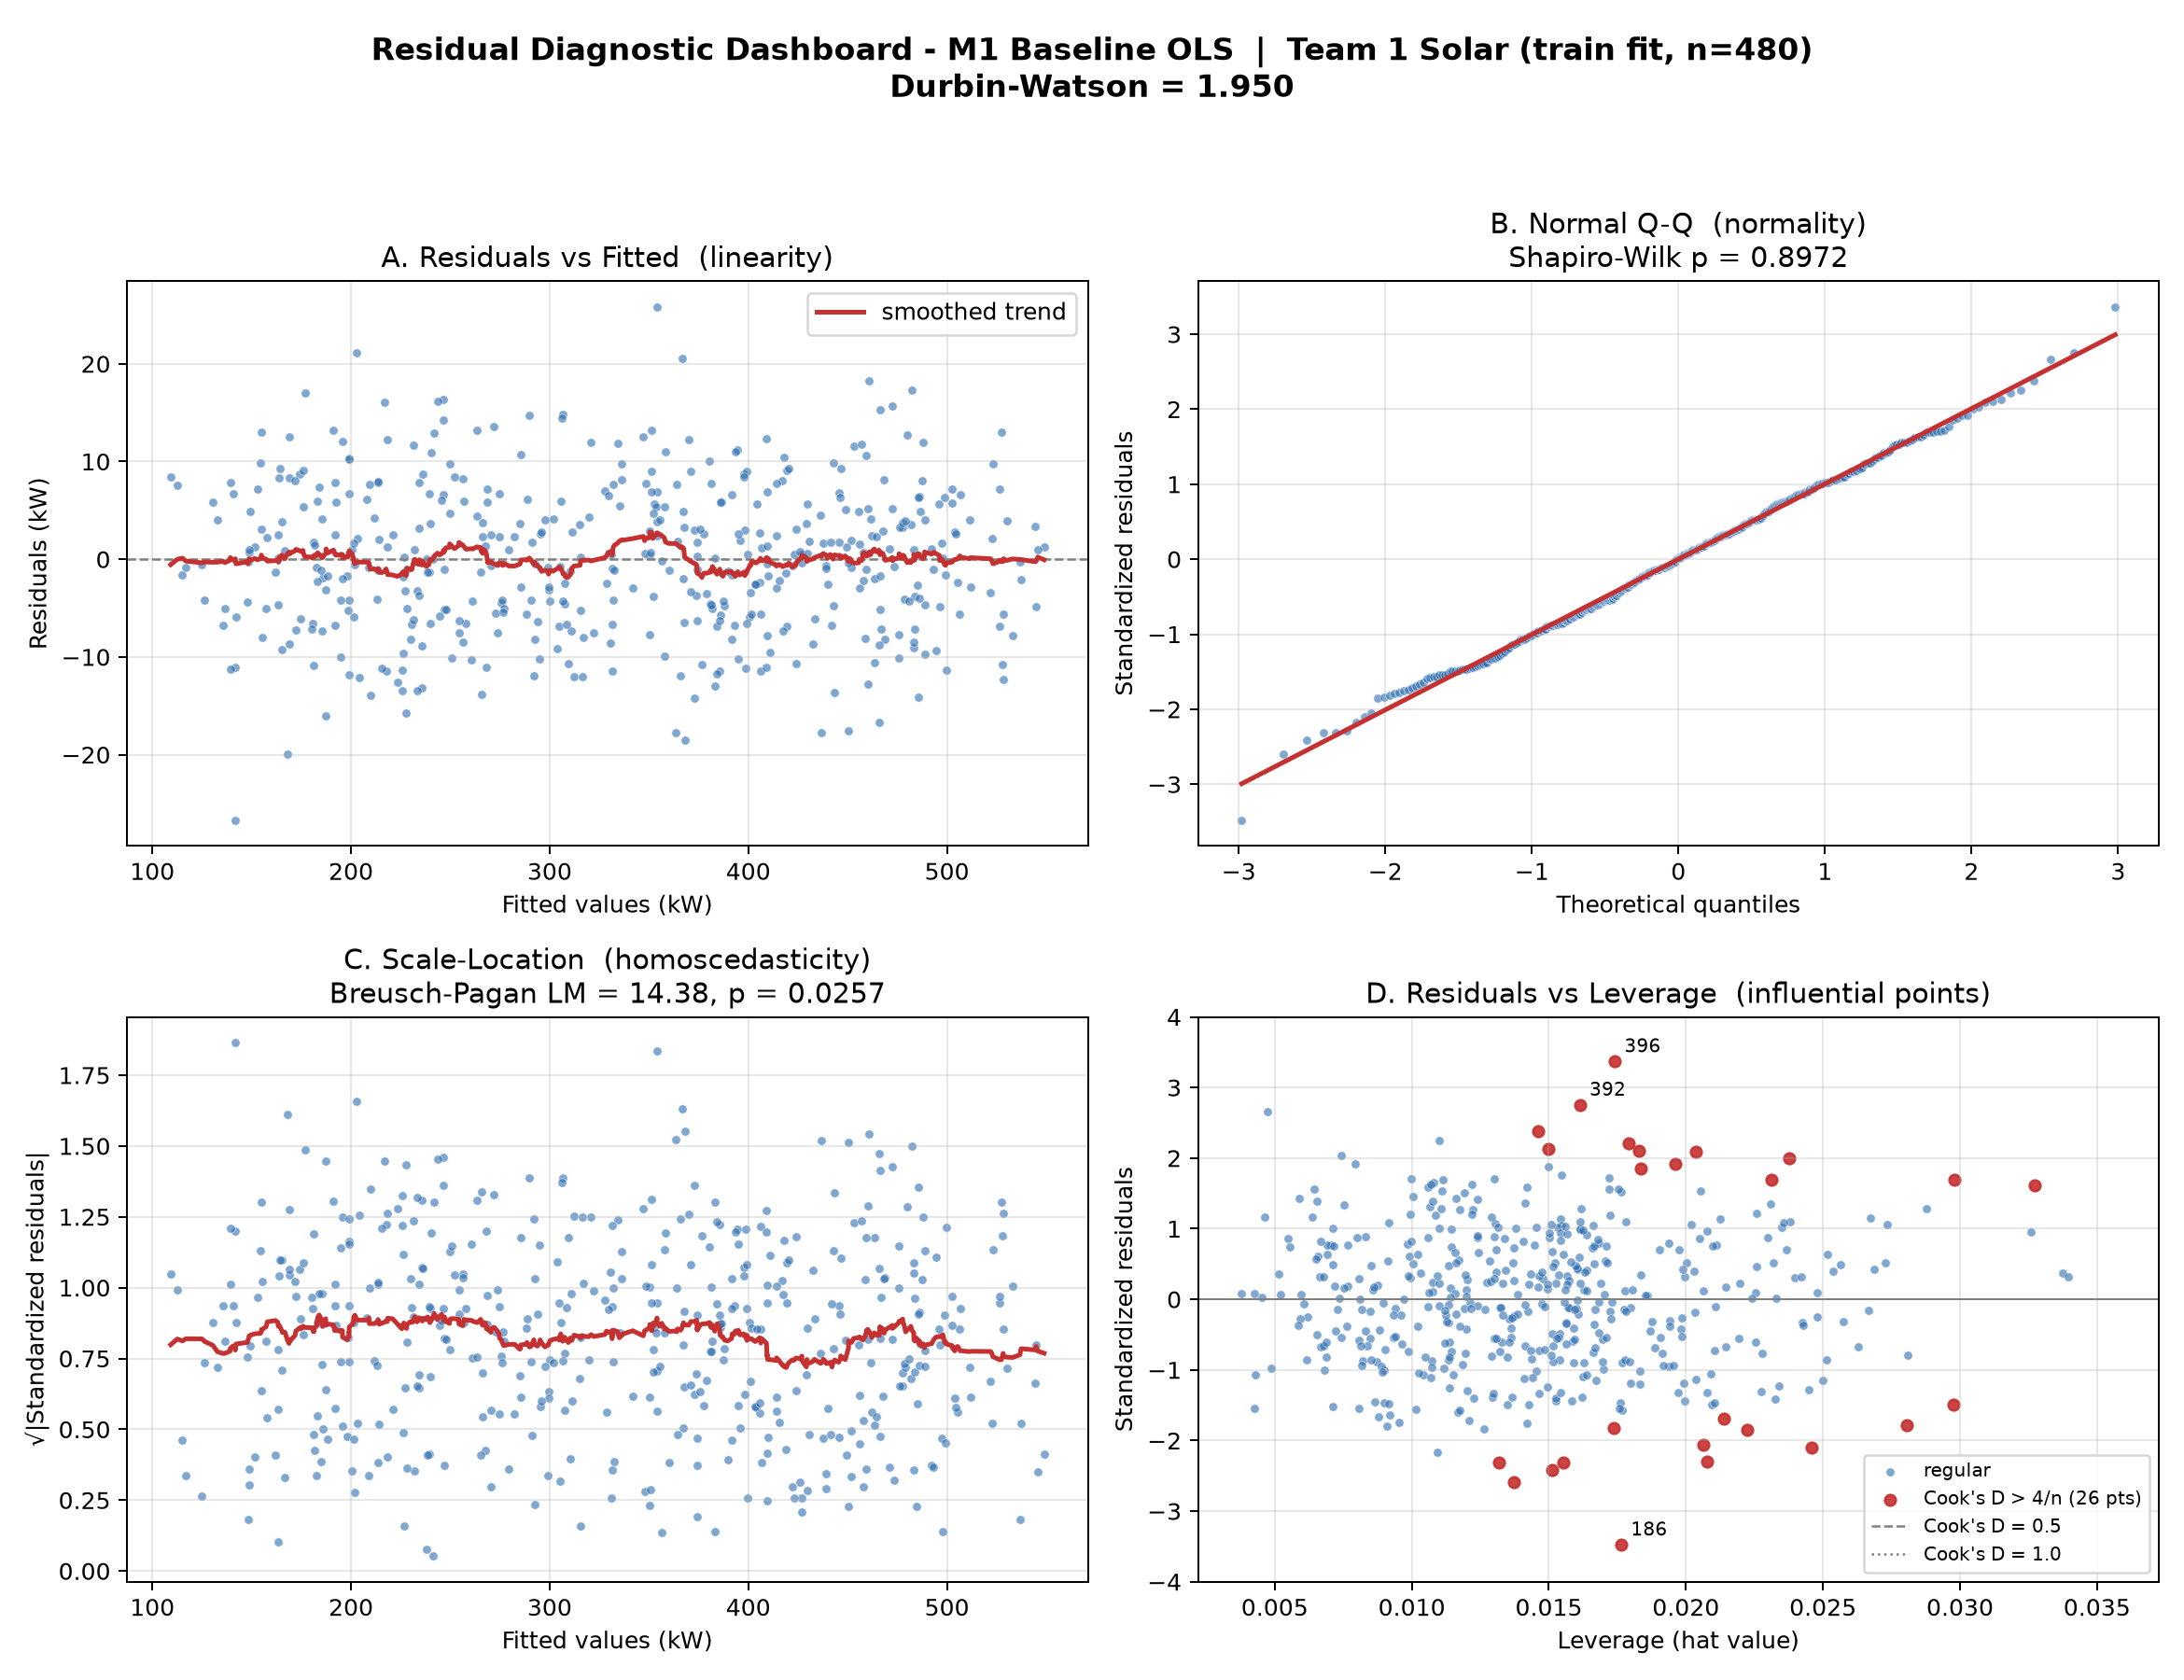 Residual Diagnostic Dashboard - M1 Baseline OLS | Team 1 Solar (train fit, n=480)
Durbin-Watson = 1.950
A. Residuals vs Fitted (linearity)
smoothed trend
20
10
0
−10
−20
Residuals (kW)
100 200 300 400 500
Fitted values (kW)
B. Normal Q-Q (normality)
Shapiro-Wilk p = 0.8972
3
2
1
0
−1
−2
−3
Standardized residuals
−3 −2 −1 0 1 2 3
Theoretical quantiles
C. Scale-Location (homoscedasticity)
Breusch-Pagan LM = 14.38, p = 0.0257
1.75
1.50
1.25
1.00
0.75
0.50
0.25
0.00
√|Standardized residuals|
100 200 300 400 500
Fitted values (kW)
D. Residuals vs Leverage (influential points)
4
3
2
1
0
−1
−2
−3
−4
Standardized residuals
396
392
186
regular
Cook's D > 4/n (26 pts)
Cook's D = 0.5
Cook's D = 1.0
0.005 0.010 0.015 0.020 0.025 0.030 0.035
Leverage (hat value)